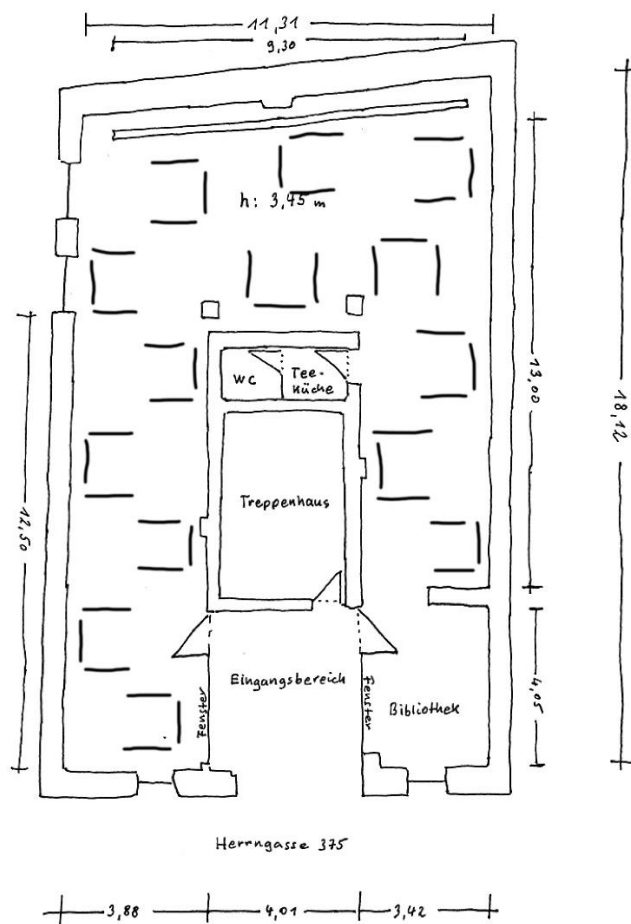 11,31
9,30
h: 3,45 m
WC
Tee-
küche
13,00
18,12
Treppenhaus
12,50
Eingangsbereich
Fenster
Fenster
Bibliothek
4,05
Herrngasse 375
3,88
4,01
3,42